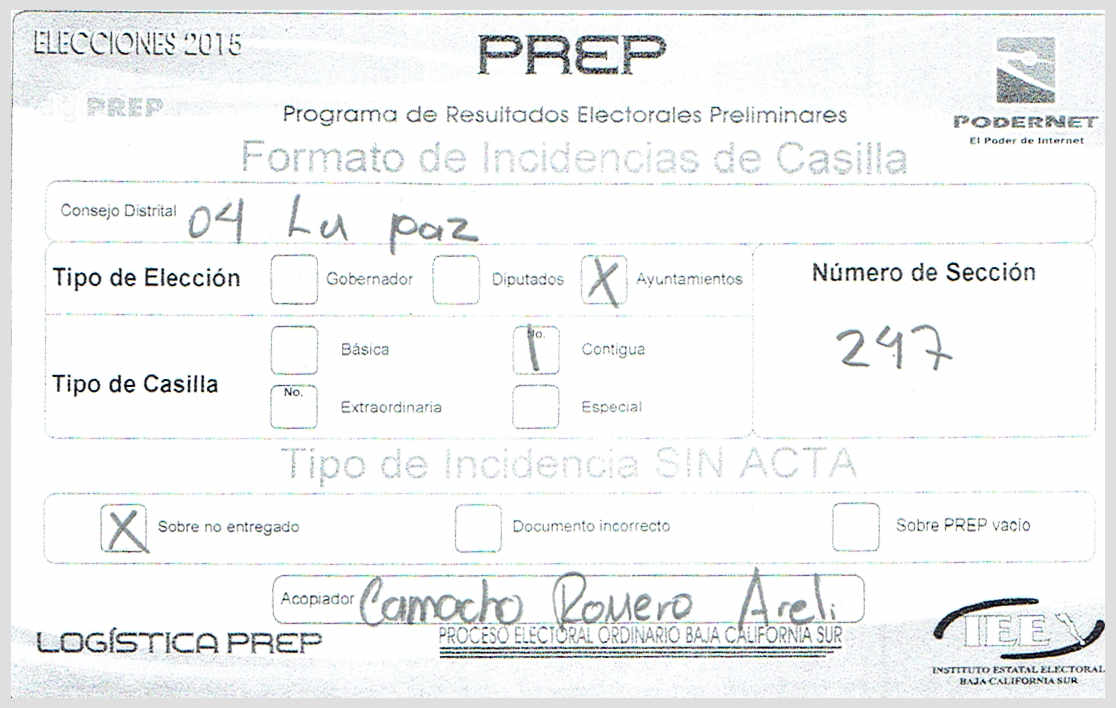 ELECCIONES 2015
PREP
PREP
Programa de Resultados Electorales Preliminares
PODERNET
El Poder de Internet
Formato de Incidencias de Casilla
Consejo Distrital 04 La paz
Tipo de Elección Gobernador Diputados X Ayuntamientos
Número de Sección
247
Tipo de Casilla
Básica
No. 1 Contigua
No. Extraordinaria
Especial
Tipo de Incidencia SIN ACTA
X Sobre no entregado Documento incorrecto Sobre PREP vacío
Acopiador Camacho Romero Areli
LOGÍSTICA PREP
PROCESO ELECTORAL ORDINARIO BAJA CALIFORNIA SUR
IEE
INSTITUTO ESTATAL ELECTORAL
BAJA CALIFORNIA SUR